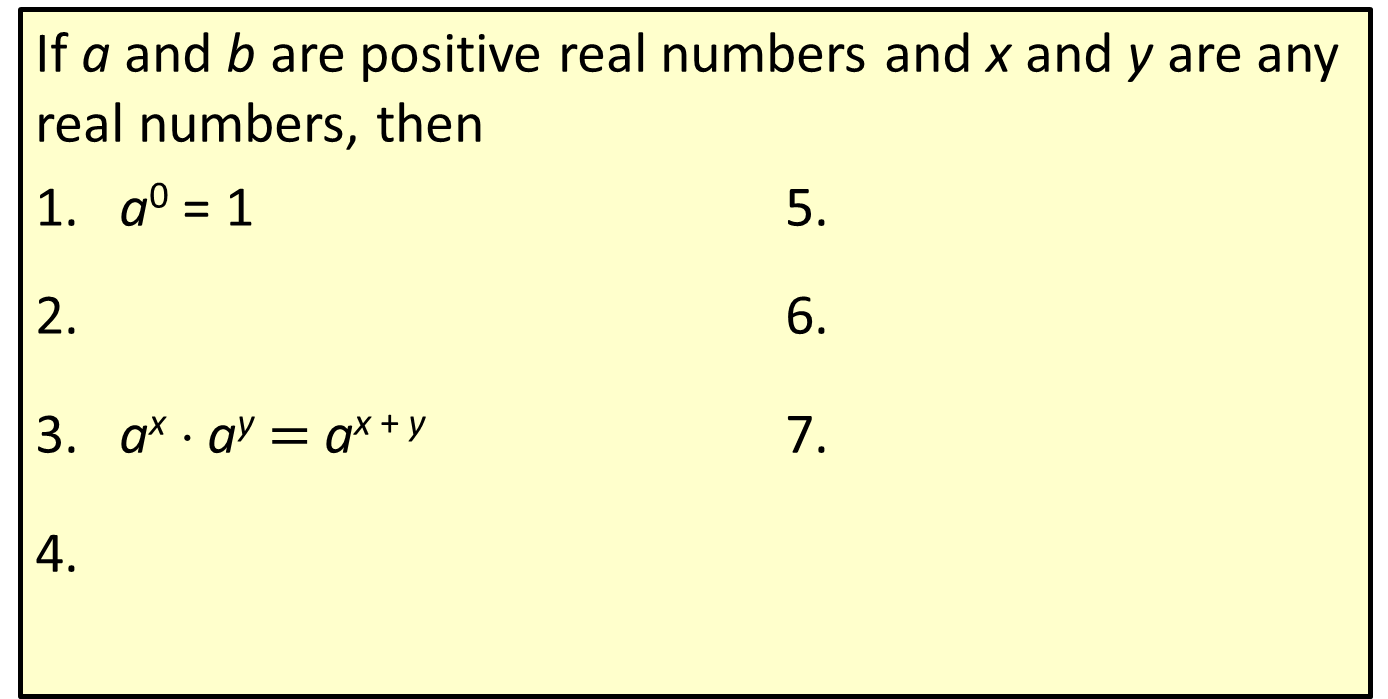 If a and b are positive real numbers and x and y are any
real numbers, then
1. a⁰ = 1
2.
3. aˣ · aʸ = aˣ ⁺ ʸ
4.
5.
6.
7.